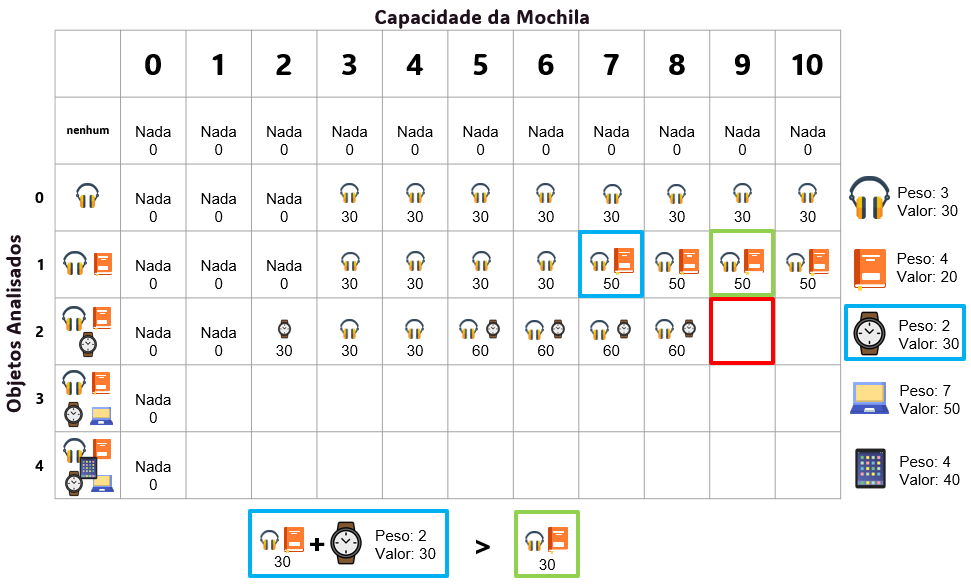 Capacidade da Mochila
0 1 2 3 4 5 6 7 8 9 10
nenhum Nada Nada Nada Nada Nada Nada Nada Nada Nada Nada Nada
0 0 0 0 0 0 0 0 0 0 0
Objetos Analisados
0 Nada Nada Nada
0 0 0 30 30 30 30 30 30 30 30
Peso: 3
Valor: 30
1 Nada Nada Nada
0 0 0 30 30 30 30 50 50 50 50
Peso: 4
Valor: 20
2 Nada Nada
0 0 30 30 30 60 60 60 60
Peso: 2
Valor: 30
3 Nada
0
Peso: 7
Valor: 50
4 Nada
0
Peso: 4
Valor: 40
30 + Peso: 2
Valor: 30
> 30